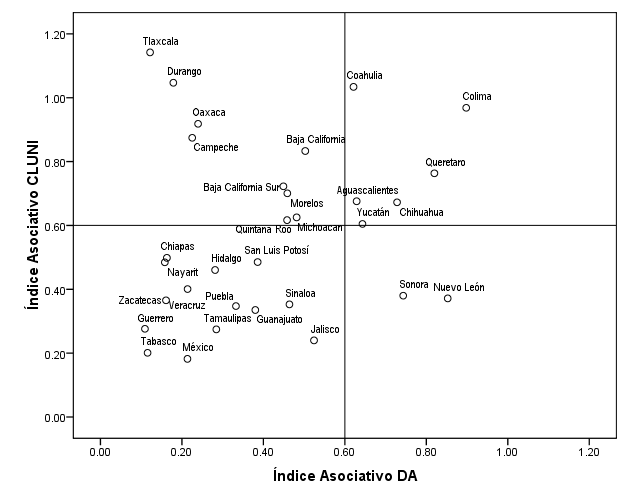 1.20
1.00
0.80
0.60
0.40
0.20
0.00
Índice Asociativo CLUNI
Tlaxcala
Durango
Coahulia
Colima
Oaxaca
Campeche
Baja California
Queretaro
Baja California Sur
Aguascalientes
Morelos
Yucatán
Chihuahua
Quintana Roo
Michoacan
Chiapas
San Luis Potosí
Hidalgo
Nayarit
Sonora
Nuevo León
Zacatecas
Veracruz
Puebla
Sinaloa
Guerrero
Tamaulipas
Guanajuato
Jalisco
Tabasco
México
0.00 0.20 0.40 0.60 0.80 1.00 1.20
Índice Asociativo DA